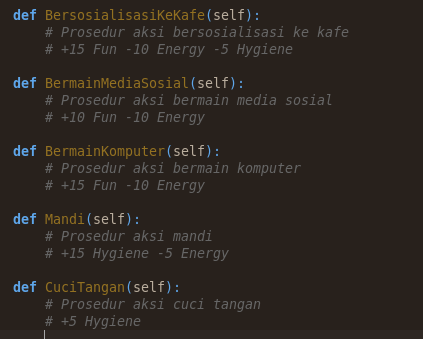 def BersosialisasiKeKafe(self):
    # Prosedur aksi bersosialisasi ke kafe
    # +15 Fun -10 Energy -5 Hygiene

def BermainMediaSosial(self):
    # Prosedur aksi bermain media sosial
    # +10 Fun -10 Energy

def BermainKomputer(self):
    # Prosedur aksi bermain komputer
    # +15 Fun -10 Energy

def Mandi(self):
    # Prosedur aksi mandi
    # +15 Hygiene -5 Energy

def CuciTangan(self):
    # Prosedur aksi cuci tangan
    # +5 Hygiene